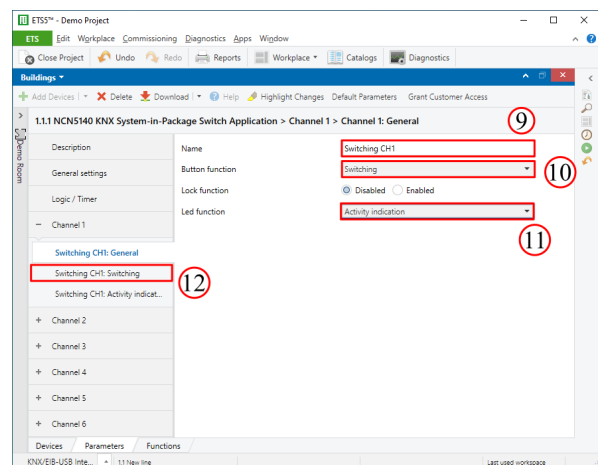 ETS5™ - Demo Project
ETS Edit Workplace Commissioning Diagnostics Apps Window
Close Project Undo Redo Reports Workplace Catalogs Diagnostics
Buildings
Add Devices Delete Download Help Highlight Changes Default Parameters Grant Customer Access
1.1.1 NCN5140 KNX System-in-Package Switch Application > Channel 1 > Channel 1: General
9
Demo Room
Description
Name Switching CH1
General settings
Button function Switching
10
Logic / Timer
Lock function Disabled Enabled
Led function Activity indication
11
− Channel 1
Switching CH1: General
Switching CH1: Switching
12
Switching CH1: Activity indicat...
+ Channel 2
+ Channel 3
+ Channel 4
+ Channel 5
+ Channel 6
Devices Parameters Functions
KNX/EIB-USB Inte... 1.1 New line Last used workspace